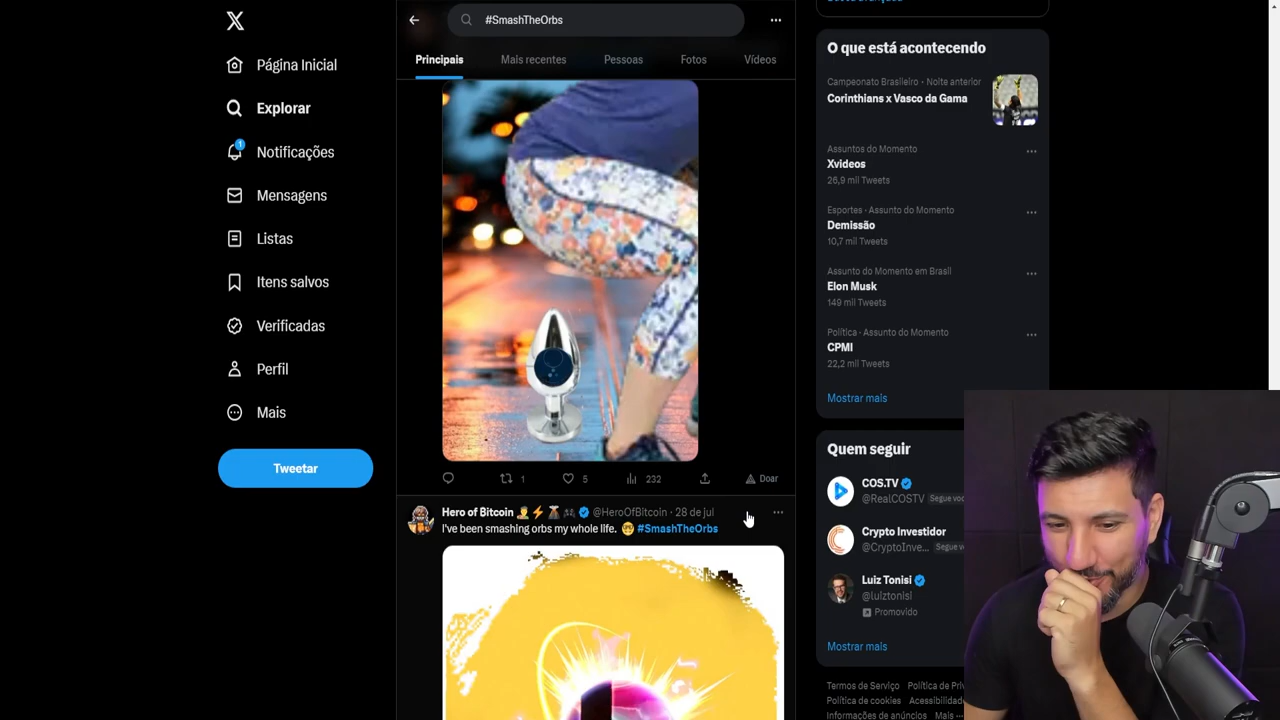 Página Inicial
Explorar
1
Notificações
Mensagens
Listas
Itens salvos
Verificadas
Perfil
Mais
Tweetar
#SmashTheOrbs
Principais
Mais recentes
Pessoas
Fotos
Vídeos
1
5
232
Doar
Hero of Bitcoin @HeroOfBitcoin · 28 de jul
I've been smashing orbs my whole life. #SmashTheOrbs
O que está acontecendo
Campeonato Brasileiro · Noite anterior
Corinthians x Vasco da Gama
Assuntos do Momento
Xvideos
26,9 mil Tweets
Esportes · Assunto do Momento
Demissão
10,7 mil Tweets
Assunto do Momento em Brasil
Elon Musk
149 mil Tweets
Política · Assunto do Momento
CPMI
22,2 mil Tweets
Mostrar mais
Quem seguir
COS.TV
@RealCOSTV Segue voc
Crypto Investidor
@CryptoInve... Segue v
Luiz Tonisi
@luiztonisi
Promovido
Mostrar mais
Termos de Serviço Política de Priv
Política de cookies Acessibilidad
Informações de anúncios Mais